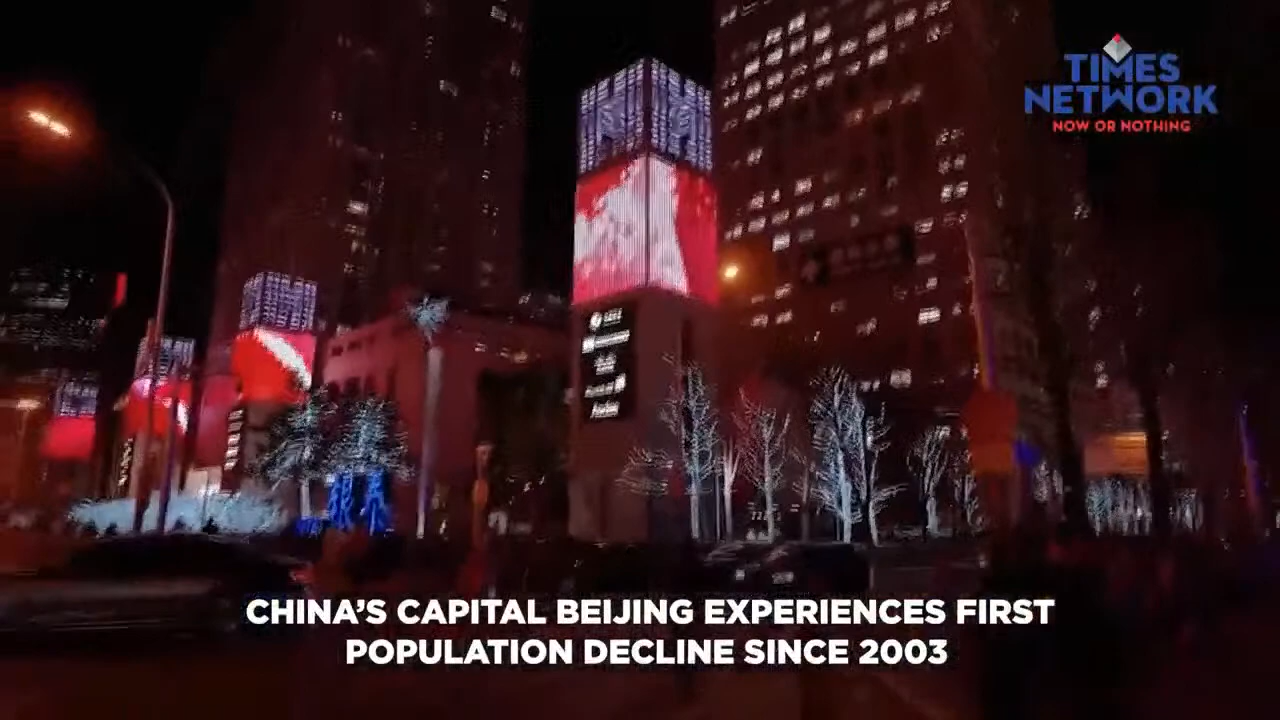 TIMES
NETWORK
NOW OR NOTHING
CHINA'S CAPITAL BEIJING EXPERIENCES FIRST
POPULATION DECLINE SINCE 2003